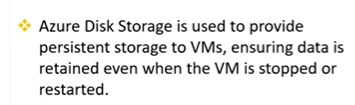 Azure Disk Storage is used to provide
persistent storage to VMs, ensuring data is
retained even when the VM is stopped or
restarted.